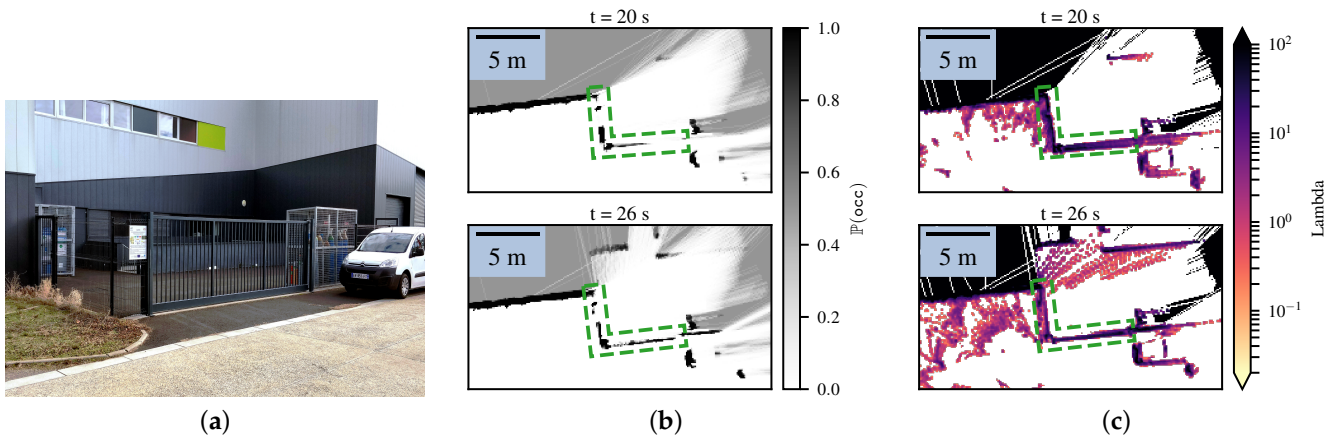 t = 20 s
5 m
t = 26 s
5 m
1.0
0.8
0.6
0.4
0.2
0.0
ℙ(occ)
t = 20 s
5 m
t = 26 s
5 m
10²
10¹
10⁰
10⁻¹
Lambda
(a)
(b)
(c)